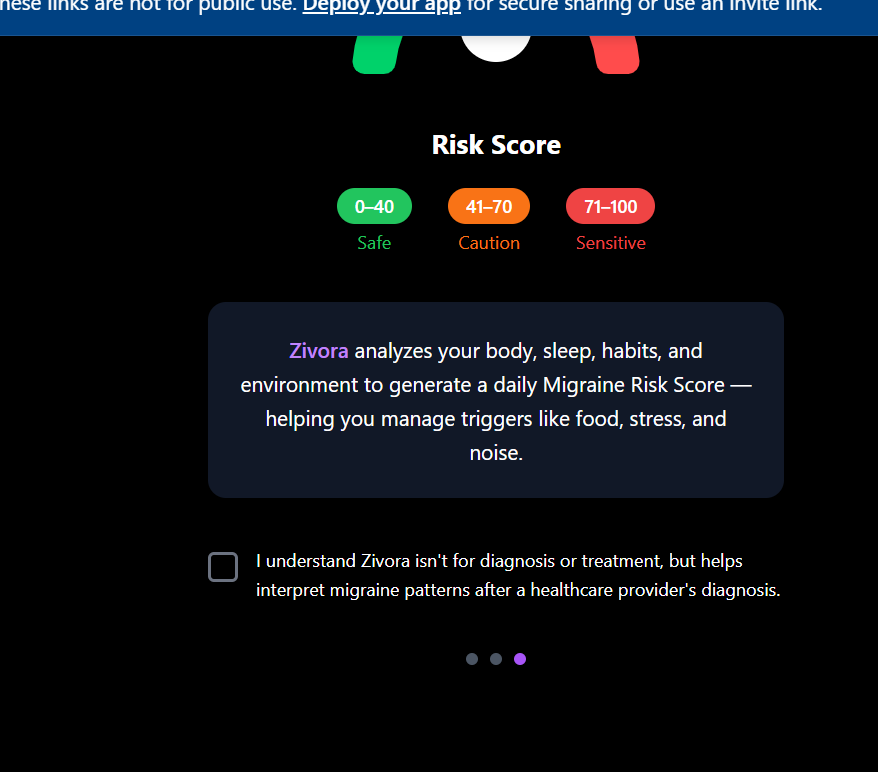 hese links are not for public use. Deploy your app for secure sharing or use an invite link.
Risk Score
0–40 41–70 71–100
Safe Caution Sensitive
Zivora analyzes your body, sleep, habits, and
environment to generate a daily Migraine Risk Score —
helping you manage triggers like food, stress, and
noise.
I understand Zivora isn't for diagnosis or treatment, but helps
interpret migraine patterns after a healthcare provider's diagnosis.